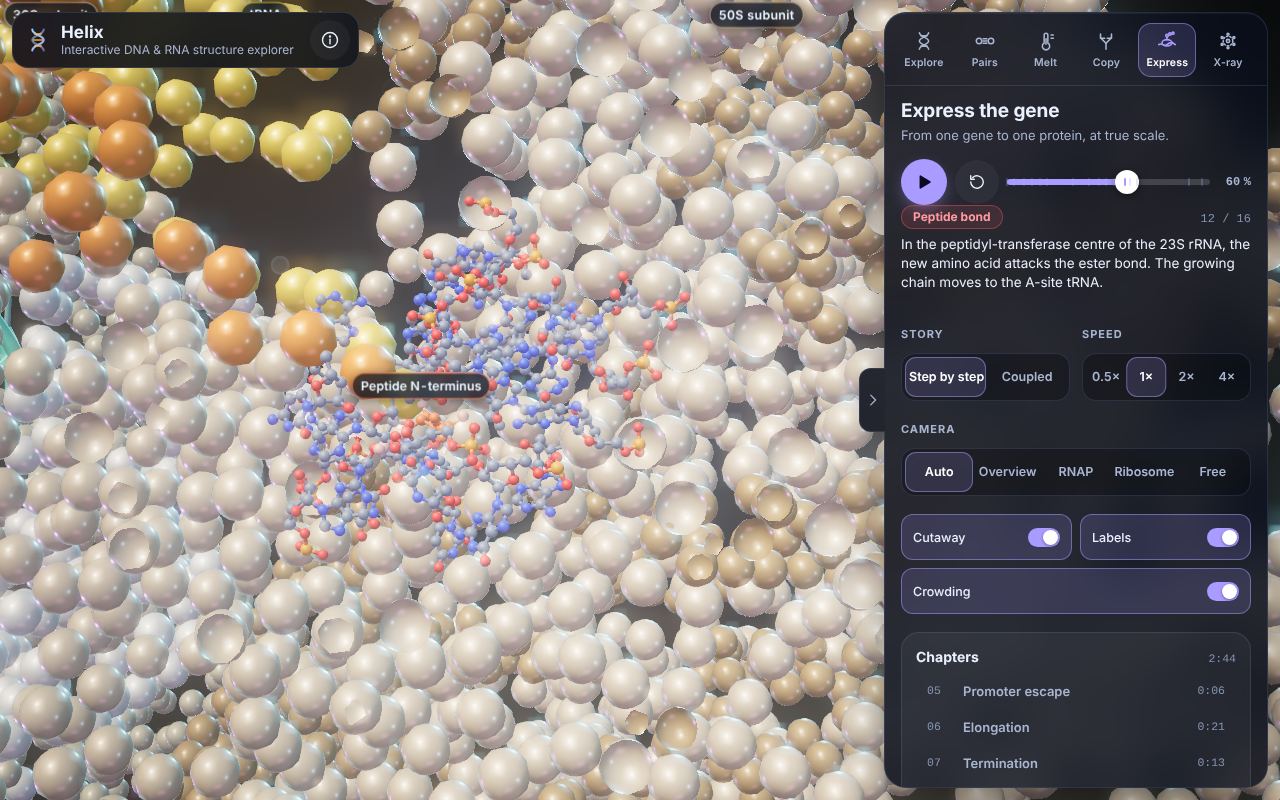 50S subunit
Helix
Interactive DNA & RNA structure explorer
Explore
Pairs
Melt
Copy
Express
X-ray
Express the gene
From one gene to one protein, at true scale.
60 %
Peptide bond
12 / 16
In the peptidyl-transferase centre of the 23S rRNA, the
new amino acid attacks the ester bond. The growing
chain moves to the A-site tRNA.
STORY
SPEED
Step by step
Coupled
0.5×
1×
2×
4×
Peptide N-terminus
CAMERA
Auto
Overview
RNAP
Ribosome
Free
Cutaway
Labels
Crowding
Chapters
2:44
05
Promoter escape
0:06
06
Elongation
0:21
07
Termination
0:13